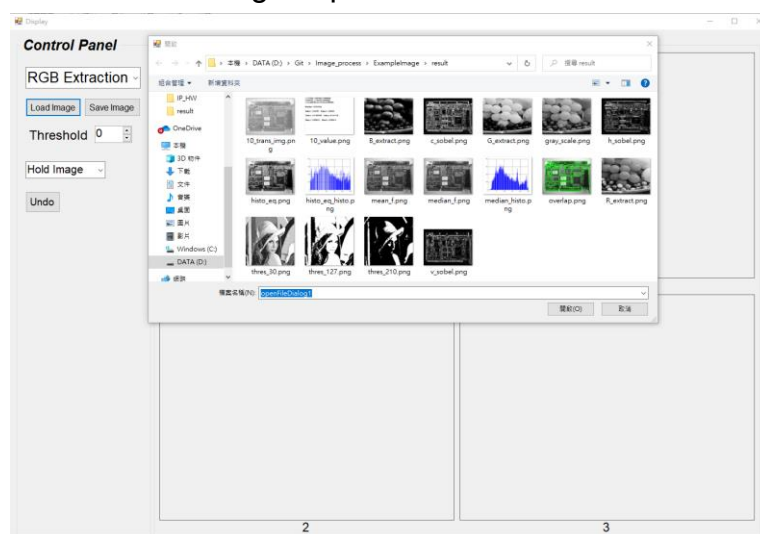 Display
Control Panel
RGB Extraction
Load Image Save Image
Threshold 0
Hold Image
Undo
開啟
本機 › DATA (D:) › Git › Image_process › ExampleImage › result
搜尋 result
組合管理 新增資料夾
IP_HW
result
OneDrive
本機
3D 物件
下載
文件
音樂
桌面
圖片
影片
Windows (C:)
DATA (D:)
網路
10_trans_img.pn
g
10_value.png
B_extract.png
c_sobel.png
G_extract.png
gray_scale.png
h_sobel.png
histo_eq.png
histo_eq_histo.p
ng
mean_f.png
median_f.png
median_histo.p
ng
overlap.png
R_extract.png
thres_30.png
thres_127.png
thres_210.png
v_sobel.png
檔案名稱(N): openFileDialog1
開啟(O) 取消
2 3